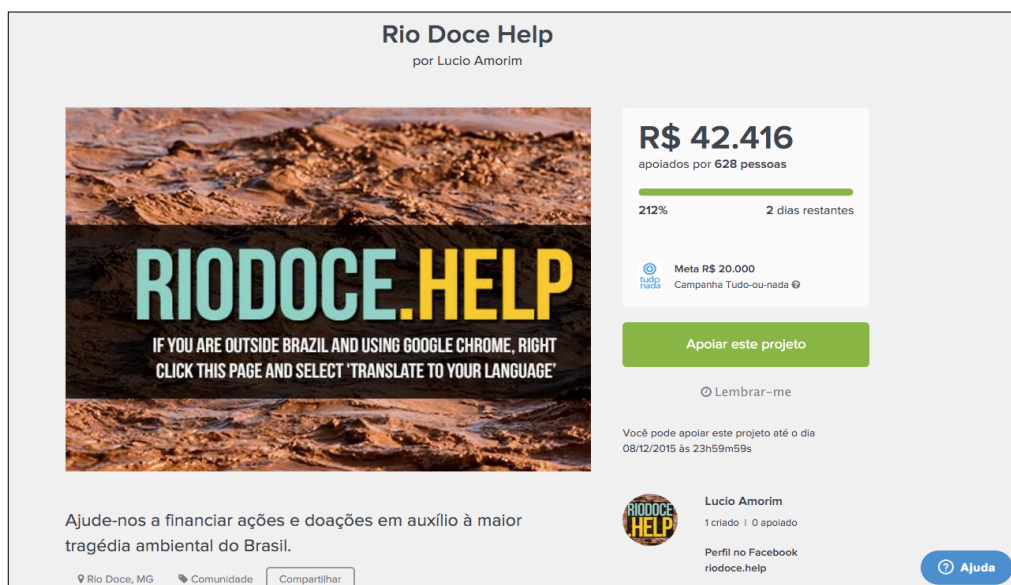 Rio Doce Help
por Lucio Amorim
RIODOCE.HELP
IF YOU ARE OUTSIDE BRAZIL AND USING GOOGLE CHROME, RIGHT
CLICK THIS PAGE AND SELECT 'TRANSLATE TO YOUR LANGUAGE'
R$ 42.416
apoiados por 628 pessoas
212% 2 dias restantes
tudo
nada
Meta R$ 20.000
Campanha Tudo-ou-nada
Apoiar este projeto
Lembrar-me
Você pode apoiar este projeto até o dia
08/12/2015 às 23h59m59s
RIODOCE
.HELP
Lucio Amorim
1 criado | 0 apoiado
Perfil no Facebook
riodoce.help
Ajude-nos a financiar ações e doações em auxílio à maior
tragédia ambiental do Brasil.
Rio Doce, MG Comunidade Compartilhar
Ajuda